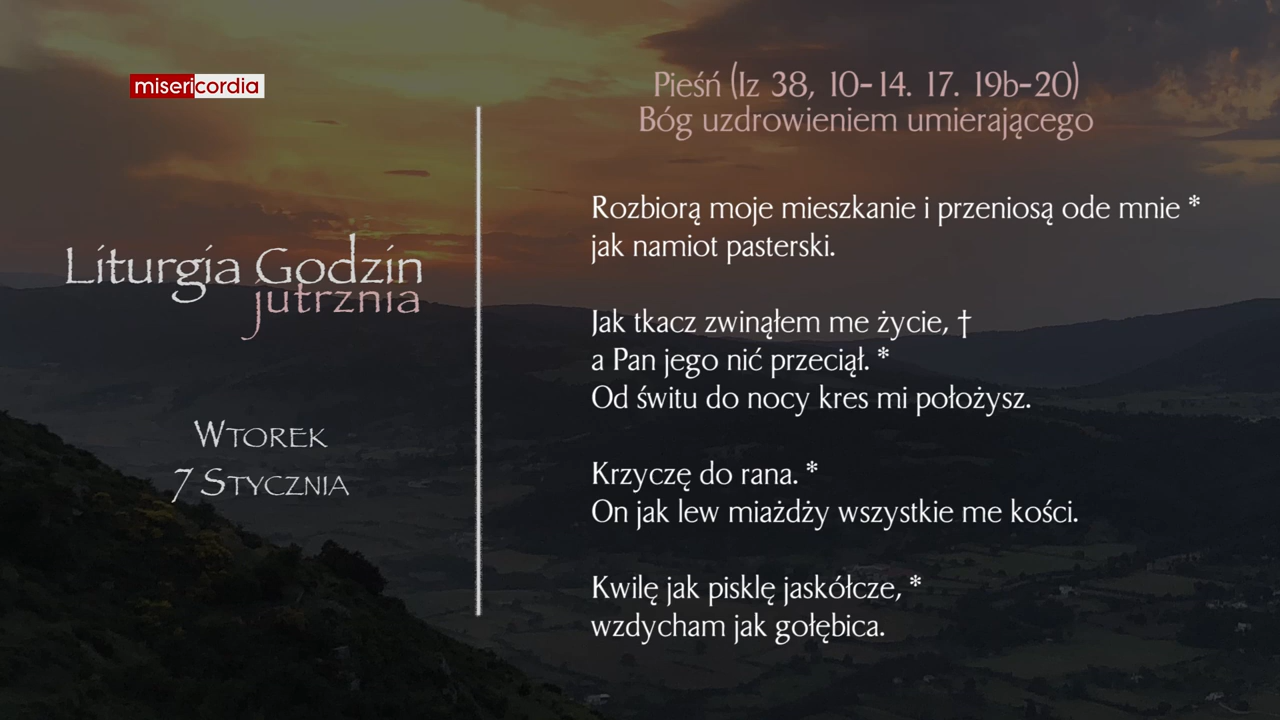 misericordia
Liturgia Godzin
jutrznia
Wtorek
7 Stycznia
Pieśń (Iz 38, 10-14. 17. 19b-20)
Bóg uzdrowieniem umierającego
Rozbiorą moje mieszkanie i przeniosą ode mnie *
jak namiot pasterski.
Jak tkacz zwinąłem me życie, †
a Pan jego nić przeciął. *
Od świtu do nocy kres mi położysz.
Krzyczę do rana. *
On jak lew miażdży wszystkie me kości.
Kwilę jak pisklę jaskółcze, *
wzdycham jak gołębica.